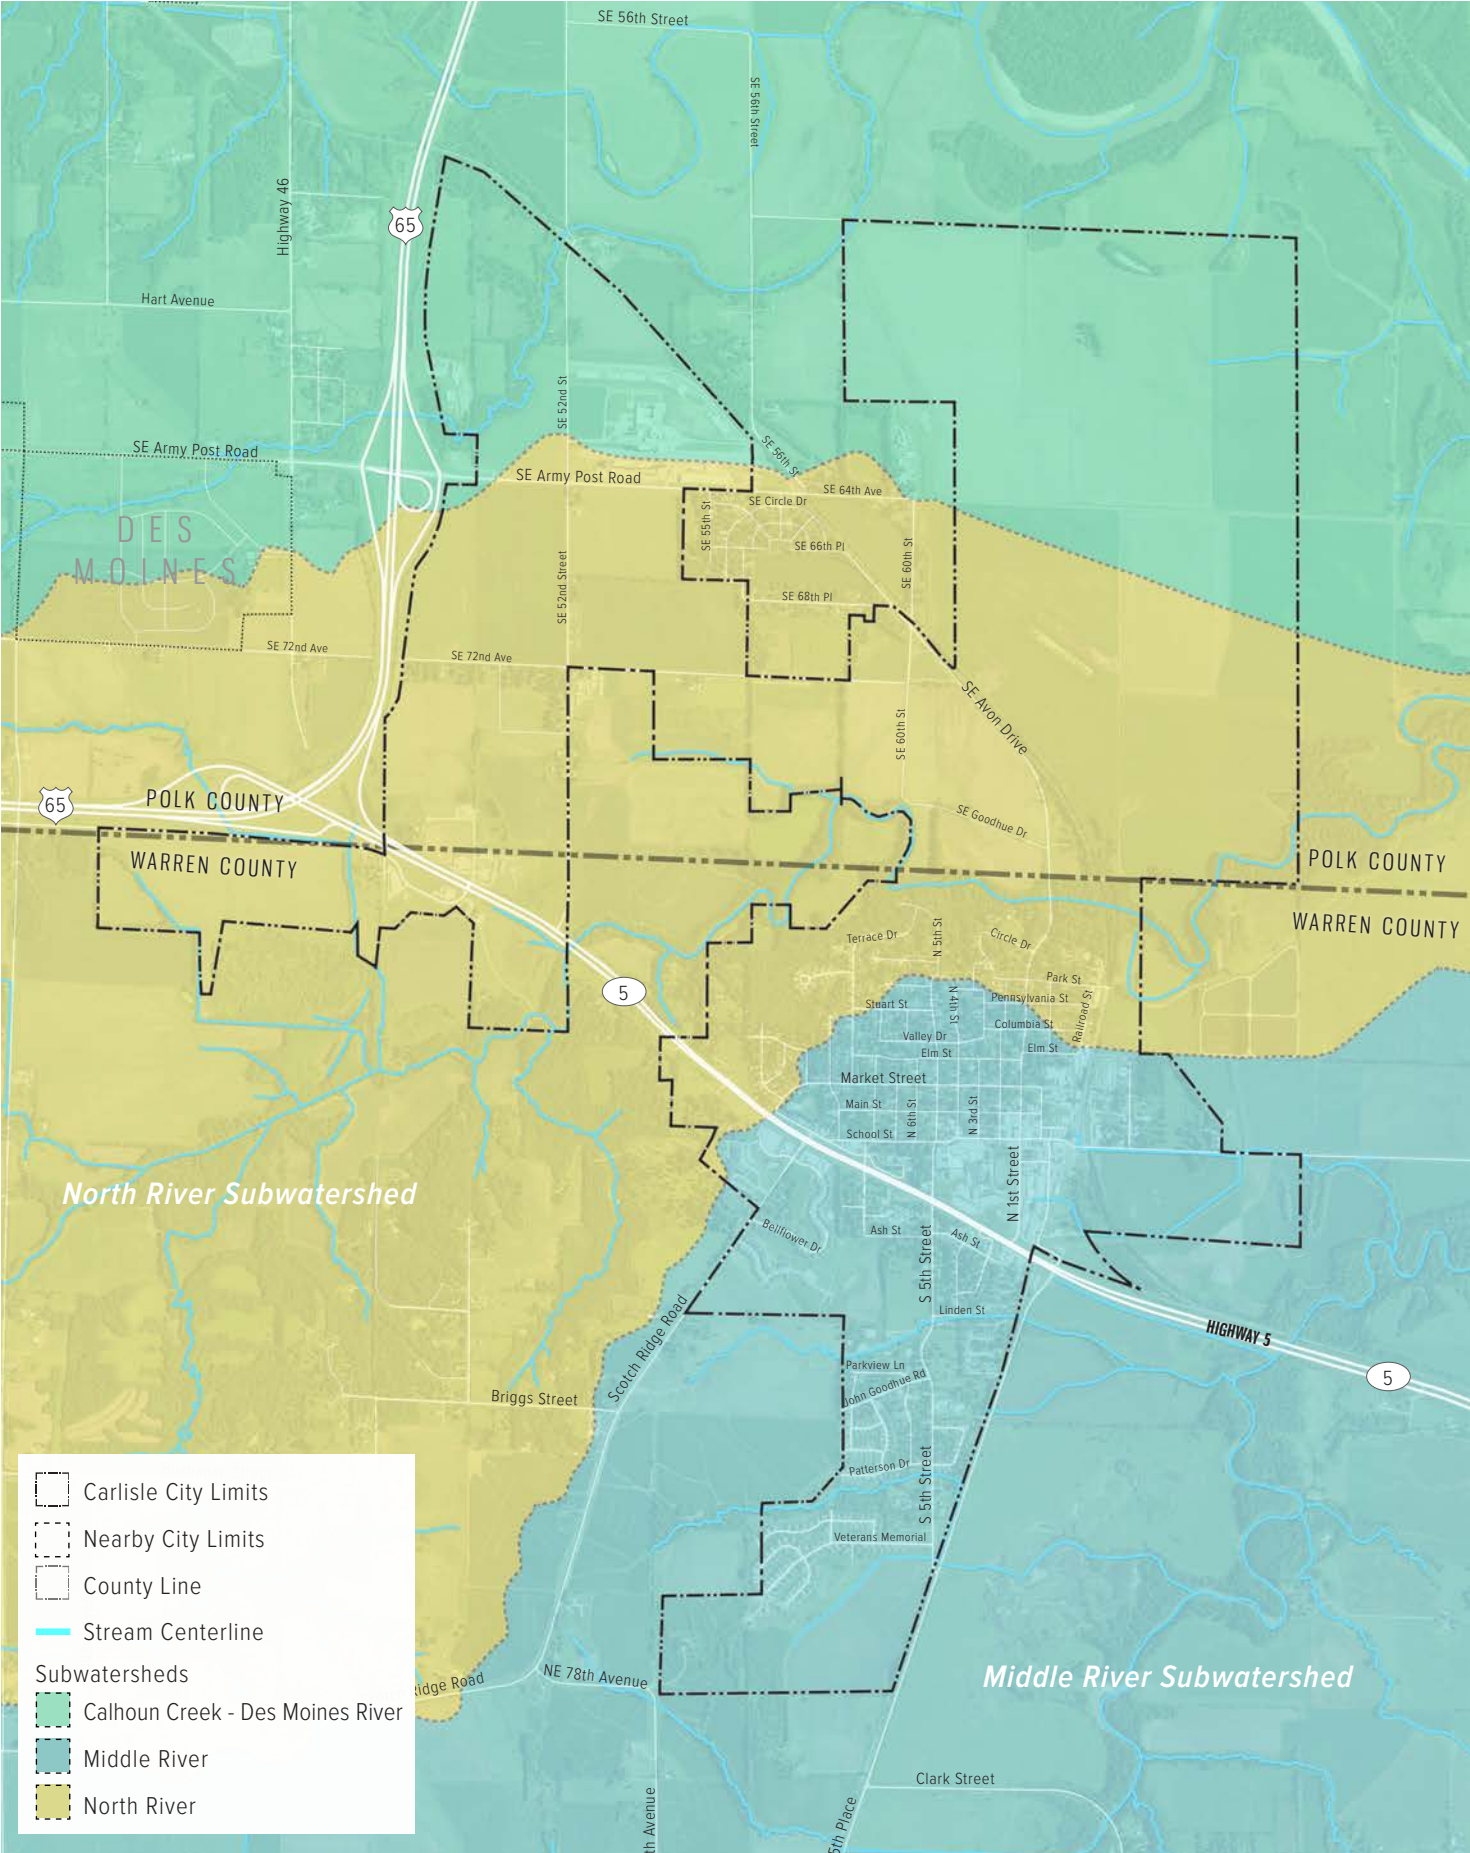 SE 56th Street
SE 56th Street
Highway 46
65
Hart Avenue
SE 52nd St
SE Army Post Road
SE 56th St
SE Army Post Road
SE 64th Ave
SE Circle Dr
SE 55th St
DES
MOINES
SE 66th Pl
SE 60th St
SE 52nd Street
SE 68th Pl
SE 72nd Ave
SE 72nd Ave
SE Avon Drive
SE 60th St
65
POLK COUNTY
SE Goodhue Dr
WARREN COUNTY
POLK COUNTY
WARREN COUNTY
Terrace Dr
N 5th St
Circle Dr
Park St
5
Stuart St
N 4th St
Pennsylvania St
Railroad St
Columbia St
Valley Dr
Elm St
Elm St
Market Street
Main St
N 6th St
N 3rd St
School St
N 1st Street
North River Subwatershed
Bellflower Dr
Ash St
Ash St
S 5th Street
Linden St
HIGHWAY 5
Scotch Ridge Road
Parkview Ln
5
John Goodhue Rd
Briggs Street
Patterson Dr
S 5th Street
Veterans Memorial
Carlisle City Limits
Nearby City Limits
County Line
Stream Centerline
Subwatersheds
Calhoun Creek - Des Moines River
Middle River
North River
idge Road
NE 78th Avenue
Middle River Subwatershed
Clark Street
th Avenue
5th Place